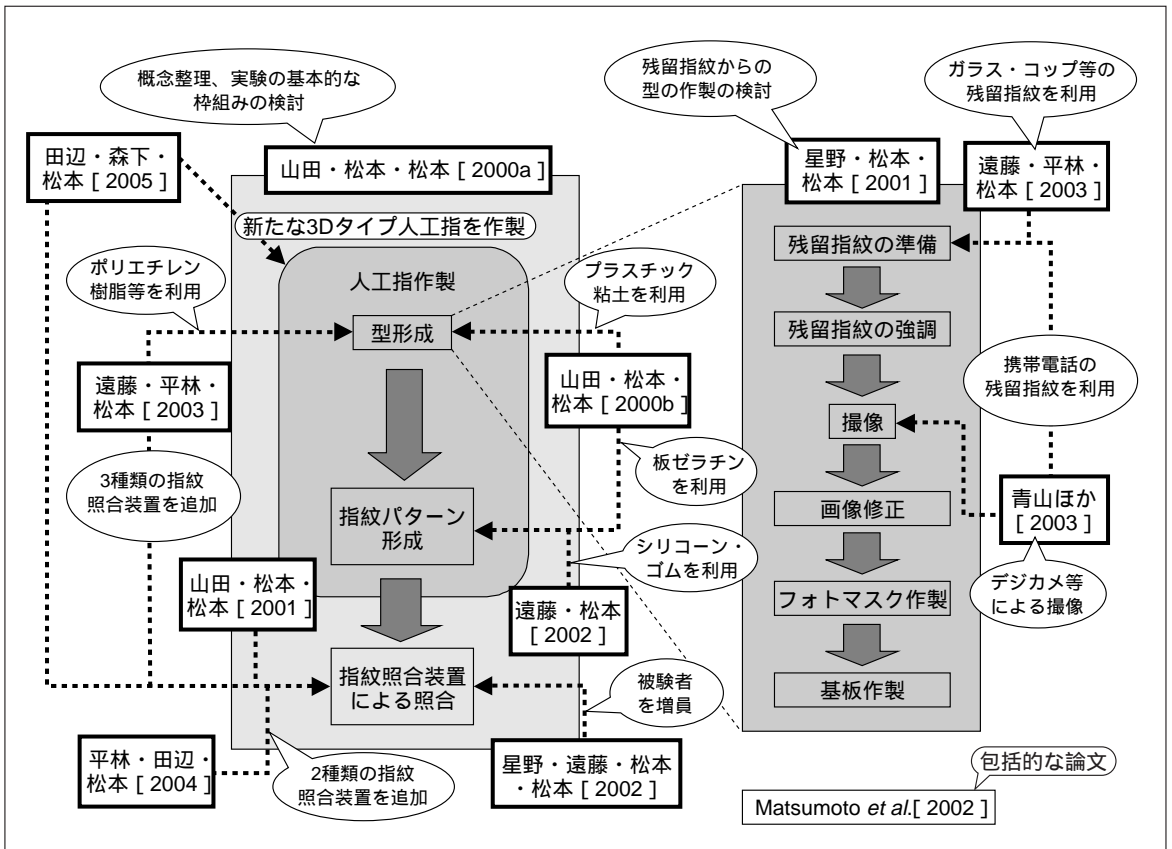 概念整理、実験の基本的な
枠組みの検討
田辺・森下・
松本［2005］
山田・松本・松本［2000a］
新たな3Dタイプ人工指を作製
人工指作製
ポリエチレン
樹脂等を利用
プラスチック
粘土を利用
型形成
遠藤・平林・
松本［2003］
山田・松本・
松本［2000b］
3種類の指紋
照合装置を追加
板ゼラチン
を利用
指紋パターン
形成
シリコーン・
ゴムを利用
山田・松本・
松本［2001］
遠藤・松本
［2002］
指紋照合装置
による照合
被験者
を増員
平林・田辺・
松本［2004］
2種類の指紋
照合装置を追加
星野・遠藤・松本
・松本［2002］
残留指紋からの
型の作製の検討
ガラス・コップ等の
残留指紋を利用
星野・松本・
松本［2001］
遠藤・平林・
松本［2003］
残留指紋の準備
残留指紋の強調
携帯電話の
残留指紋を利用
撮像
画像修正
青山ほか
［2003］
フォトマスク作製
デジカメ等
による撮像
基板作製
包括的な論文
Matsumoto et al.［2002］